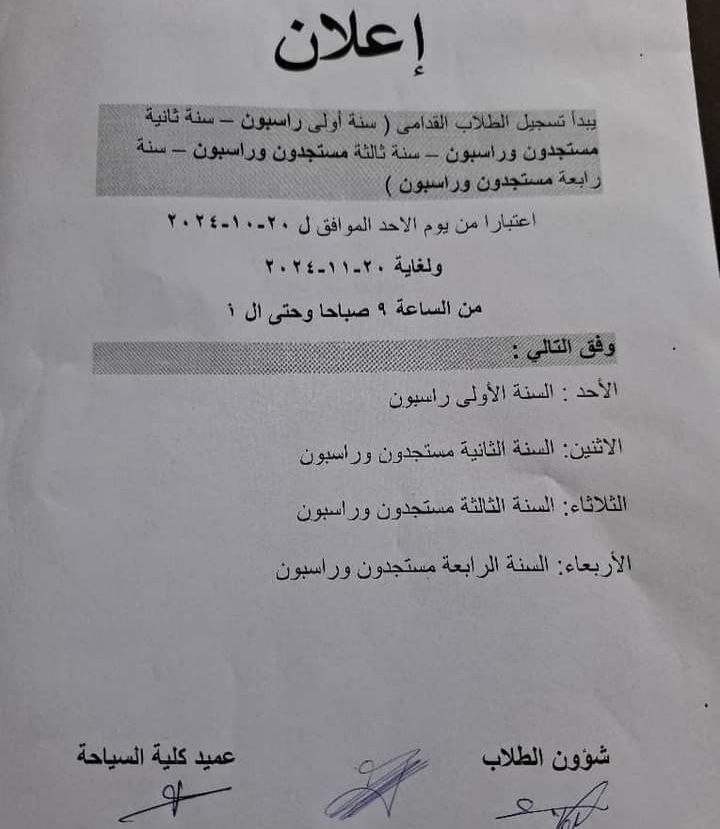 إعلان
يبدأ تسجيل الطلاب القدامى ( سنة أولى راسبون – سنة ثانية
مستجدون وراسبون – سنة ثالثة مستجدون وراسبون – سنة
رابعة مستجدون وراسبون )
اعتبارا من يوم الاحد الموافق ل ٢٠-١٠-٢٠٢٤
ولغاية ٢٠-١١-٢٠٢٤
من الساعة ٩ صباحا وحتى ال ١
وفق التالي :
الأحد : السنة الأولى راسبون
الاثنين: السنة الثانية مستجدون وراسبون
الثلاثاء: السنة الثالثة مستجدون وراسبون
الأربعاء: السنة الرابعة مستجدون وراسبون
شؤون الطلاب
عميد كلية السياحة